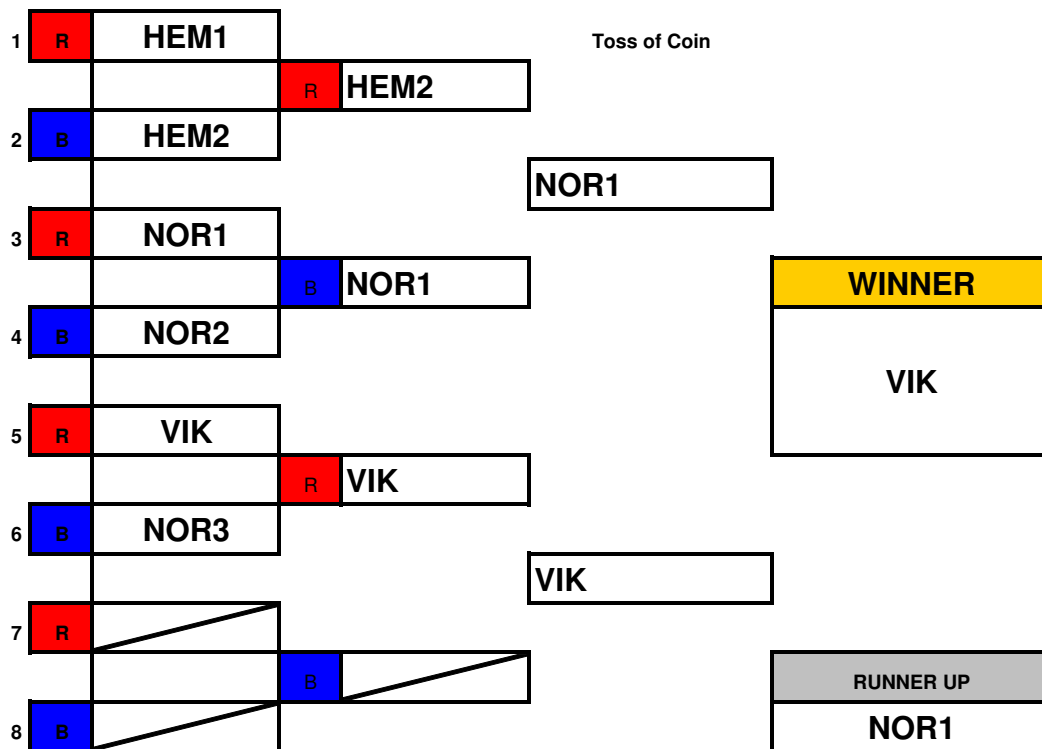 1 R HEM1 Toss of Coin
R HEM2
2 B HEM2
NOR1
3 R NOR1
B NOR1 WINNER
4 B NOR2
VIK
5 R VIK
R VIK
6 B NOR3
VIK
7 R
B RUNNER UP
8 B NOR1